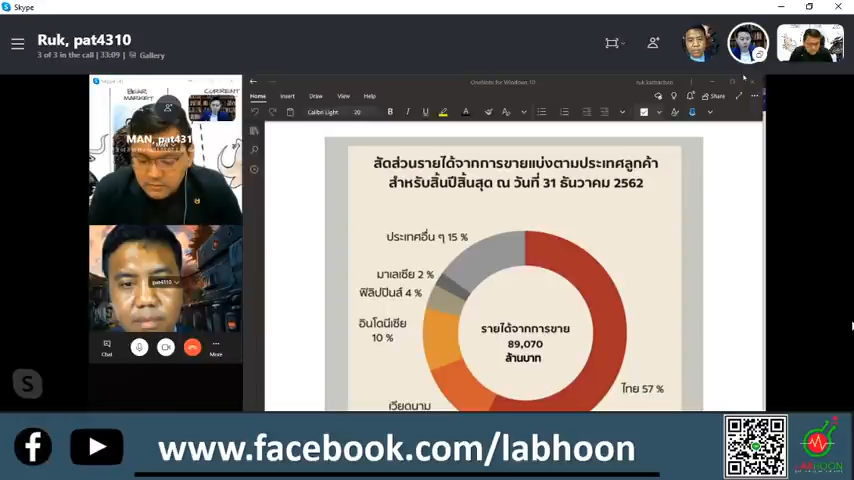 Skype
Ruk, pat4310
3 of 3 in the call | 33:09 | Gallery
BEAR MARKET
CURRENT
MAN, pat431
pat4310
Chat
More
OneNote for Windows 10
Home Insert Draw View Help
Share
Calibri Light 20
B I U
สัดส่วนรายได้จากการขายแบ่งตามประเทศลูกค้า
สำหรับสิ้นปีสิ้นสุด ณ วันที่ 31 ธันวาคม 2562
ประเทศอื่น ๆ 15 %
มาเลเซีย 2 %
ฟิลิปปินส์ 4 %
อินโดนีเซีย
10 %
เวียดนาม
รายได้จากการขาย
89,070
ล้านบาท
ไทย 57 %
www.facebook.com/labhoon
LABHOON